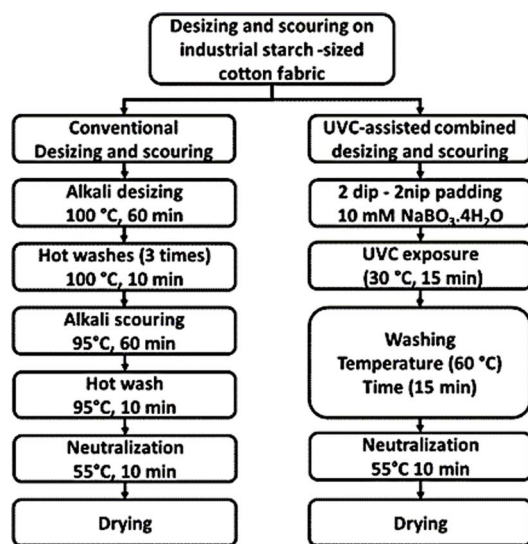 Desizing and scouring on
industrial starch -sized
cotton fabric
Conventional
Desizing and scouring
Alkali desizing
100 °C, 60 min
Hot washes (3 times)
100 °C, 10 min
Alkali scouring
95°C, 60 min
Hot wash
95°C, 10 min
Neutralization
55°C, 10 min
Drying
UVC-assisted combined
desizing and scouring
2 dip - 2nip padding
10 mM NaBO₃.4H₂O
UVC exposure
(30 °C, 15 min)
Washing
Temperature (60 °C)
Time (15 min)
Neutralization
55°C 10 min
Drying